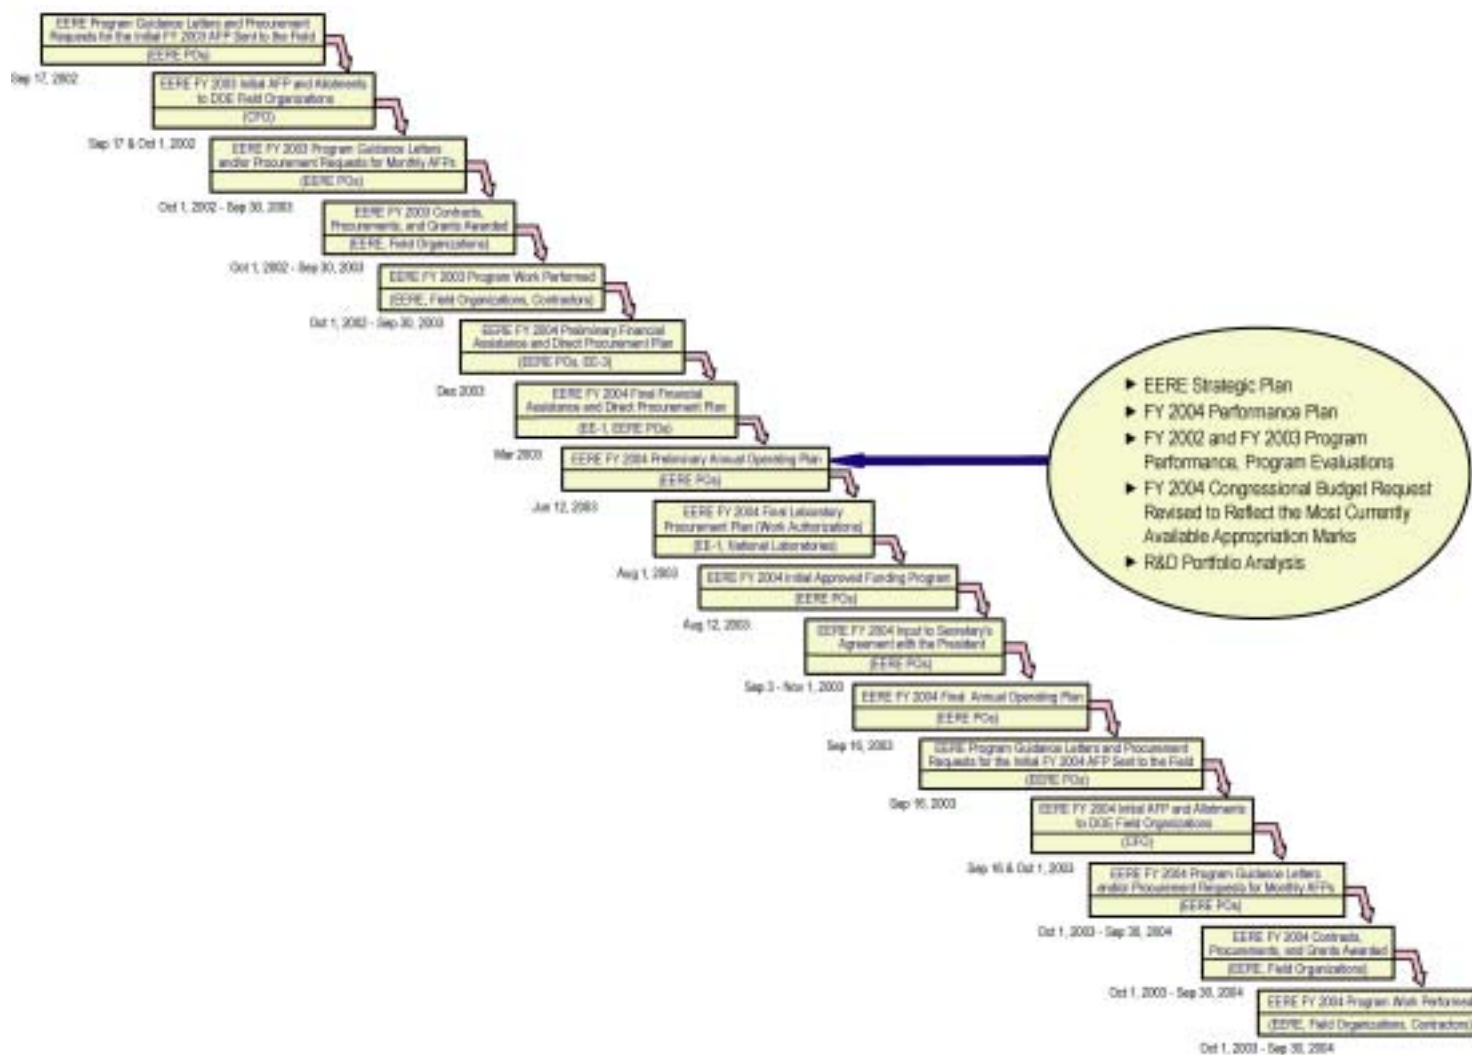 EERE Program Guidance Letters and Procurement
Requests for the Initial FY 2003 AFP Sent to the Field
(EERE POs)
Sep 17, 2002
EERE FY 2003 Initial AFP and Allotments
to DOE Field Organizations
(CFO)
Sep 17 & Oct 1, 2002
EERE FY 2003 Program Guidance Letters
and/or Procurement Requests for Monthly AFPs
(EERE POs)
Oct 1, 2002 - Sep 30, 2003
EERE FY 2003 Contracts,
Procurements, and Grants Awarded
(EERE, Field Organizations)
Oct 1, 2002 - Sep 30, 2003
EERE FY 2003 Program Work Performed
(EERE, Field Organizations, Contractors)
Oct 1, 2002 - Sep 30, 2003
EERE FY 2004 Preliminary Financial
Assistance and Direct Procurement Plan
(EERE POs, EE-3)
Dec 2003
EERE FY 2004 Final Financial
Assistance and Direct Procurement Plan
(EE-1, EERE POs)
Mar 2003
EERE FY 2004 Preliminary Annual Operating Plan
(EERE POs)
Jun 12, 2003
EERE FY 2004 Final Laboratory
Procurement Plan (Work Authorizations)
(EE-1, National Laboratories)
Aug 1, 2003
EERE FY 2004 Initial Approved Funding Program
(EERE POs)
Aug 12, 2003
EERE FY 2004 Input to Secretary's
Agreement with the President
(EERE POs)
Sep 3 - Nov 1, 2003
EERE FY 2004 Final Annual Operating Plan
(EERE POs)
Sep 16, 2003
EERE Program Guidance Letters and Procurement
Requests for the Initial FY 2004 AFP Sent to the Field
(EERE POs)
Sep 16, 2003
EERE FY 2004 Initial AFP and Allotments
to DOE Field Organizations
(CFO)
Sep 16 & Oct 1, 2003
EERE FY 2004 Program Guidance Letters
and/or Procurement Requests for Monthly AFPs
(EERE POs)
Oct 1, 2003 - Sep 30, 2004
EERE FY 2004 Contracts,
Procurements, and Grants Awarded
(EERE, Field Organizations)
Oct 1, 2003 - Sep 30, 2004
EERE FY 2004 Program Work Performed
(EERE, Field Organizations, Contractors)
Oct 1, 2003 - Sep 30, 2004
► EERE Strategic Plan
► FY 2004 Performance Plan
► FY 2002 and FY 2003 Program
Performance, Program Evaluations
► FY 2004 Congressional Budget Request
Revised to Reflect the Most Currently
Available Appropriation Marks
► R&D Portfolio Analysis